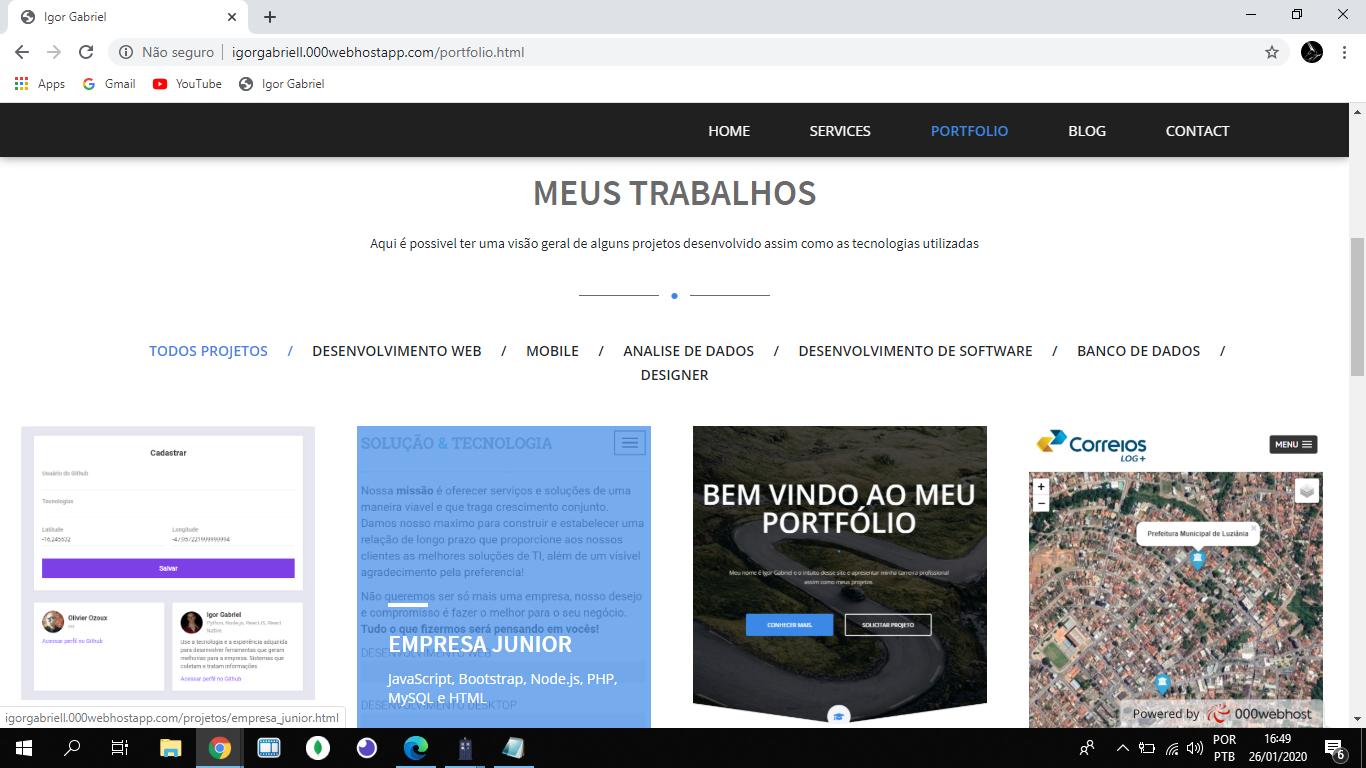 Igor Gabriel
Não seguro
igorgabriell.000webhostapp.com/portfolio.html
Apps
Gmail
YouTube
Igor Gabriel
HOME
SERVICES
PORTFOLIO
BLOG
CONTACT
MEUS TRABALHOS
Aqui é possivel ter uma visão geral de alguns projetos desenvolvido assim como as tecnologias utilizadas
TODOS PROJETOS / DESENVOLVIMENTO WEB / MOBILE / ANALISE DE DADOS / DESENVOLVIMENTO DE SOFTWARE / BANCO DE DADOS /
DESIGNER
Cadastrar
Usuário do Github
Tecnologias
Latitude
Longitude
Salvar
Olivier Ozoux
Acessar perfil no Github
Igor Gabriel
Python, Node.js, ReactJS, React
Native
Use a tecnologia e a experiência adquirida
para desenvolver ferramentas que geram
melhorias para a empresa. Sistemas que
coletam e tratam informações
Acessar perfil no Github
SOLUÇÃO & TECNOLOGIA
Nossa missão é oferecer serviços e soluções de uma
maneira viavel e que traga crescimento conjunto.
Damos nosso maximo para construir e estabelecer uma
relação de longo prazo que proporcione aos nossos
clientes as melhores soluções de TI, além de um visivel
agradecimento pela preferencia!
Não queremos ser só mais uma empresa, nosso desejo
e compromisso é fazer o melhor para o seu negócio.
Tudo o que fizermos será pensando em vocês!
DESENVOLVIMENTO WEB
EMPRESA JUNIOR
JavaScript, Bootstrap, Node.js, PHP,
MySQL e HTML
DESENVOLVIMENTO DESKTOP
BEM VINDO AO MEU
PORTFÓLIO
Meu nome é Igor Gabriel e o intuito desse site e apresentar minha carreira profissional
assim como meus projetos.
CONHECER MAIS.
SOLICITAR PROJETO
Correios
LOG+
MENU
+
−
Prefeitura Municipal de Luziânia
×
Powered by 000webhost
igorgabriell.000webhostapp.com/projetos/empresa_junior.html
POR
PTB
16:49
26/01/2020
6